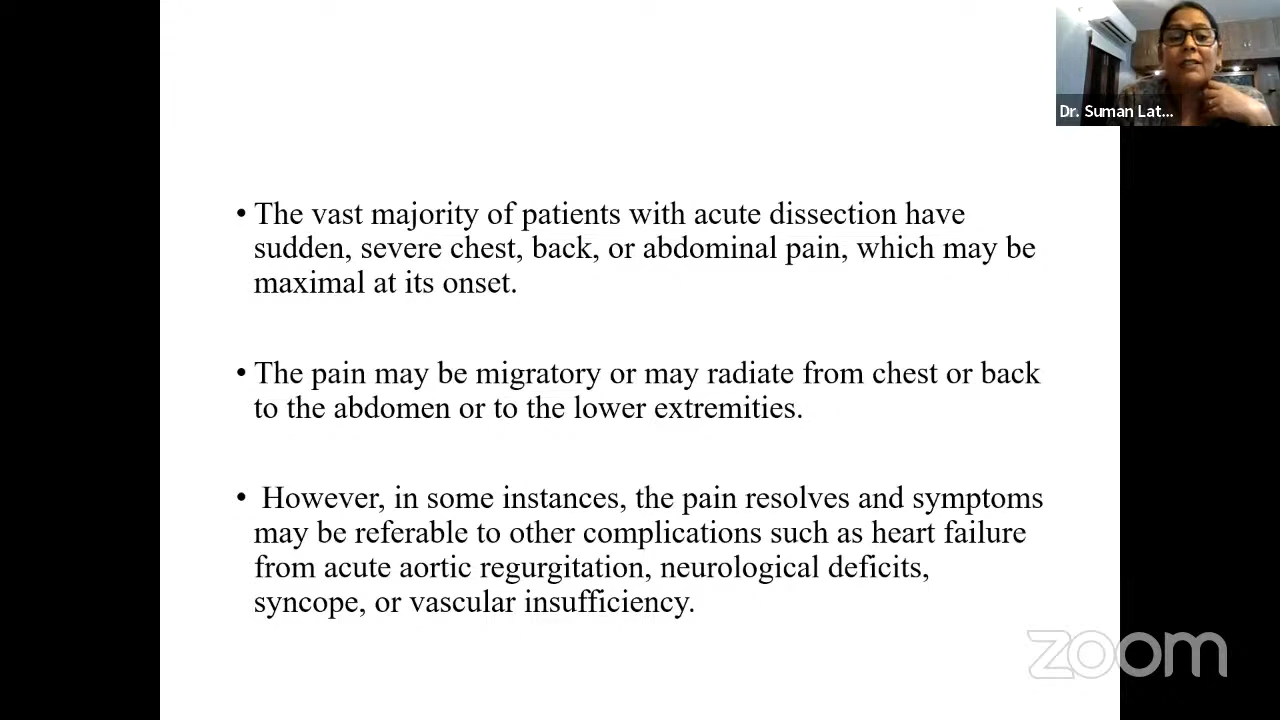 Dr. Suman Lat...
• The vast majority of patients with acute dissection have
sudden, severe chest, back, or abdominal pain, which may be
maximal at its onset.
• The pain may be migratory or may radiate from chest or back
to the abdomen or to the lower extremities.
• However, in some instances, the pain resolves and symptoms
may be referable to other complications such as heart failure
from acute aortic regurgitation, neurological deficits,
syncope, or vascular insufficiency.
zoom